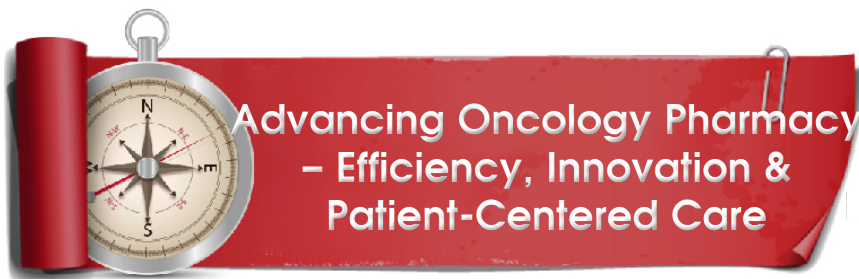 Advancing Oncology Pharmacy
– Efficiency, Innovation &
Patient-Centered Care
N
N-W
N-E
W
E
S-W
S-E
S